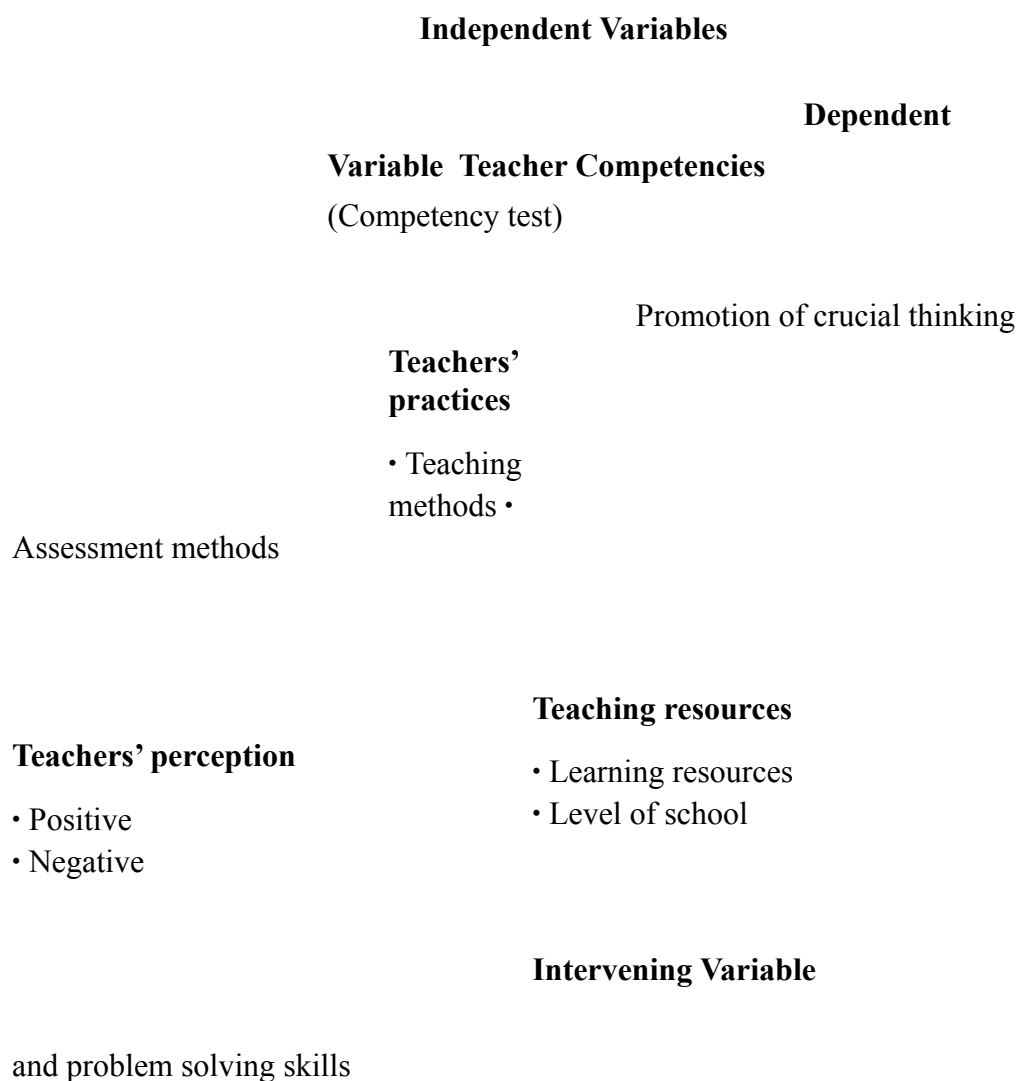 Independent Variables
Dependent
Variable  Teacher Competencies
(Competency test)
Promotion of crucial thinking
Teachers’
practices
• Teaching
methods •
Assessment methods
Teaching resources
Teachers’ perception
• Learning resources
• Level of school
• Positive
• Negative
Intervening Variable
and problem solving skills